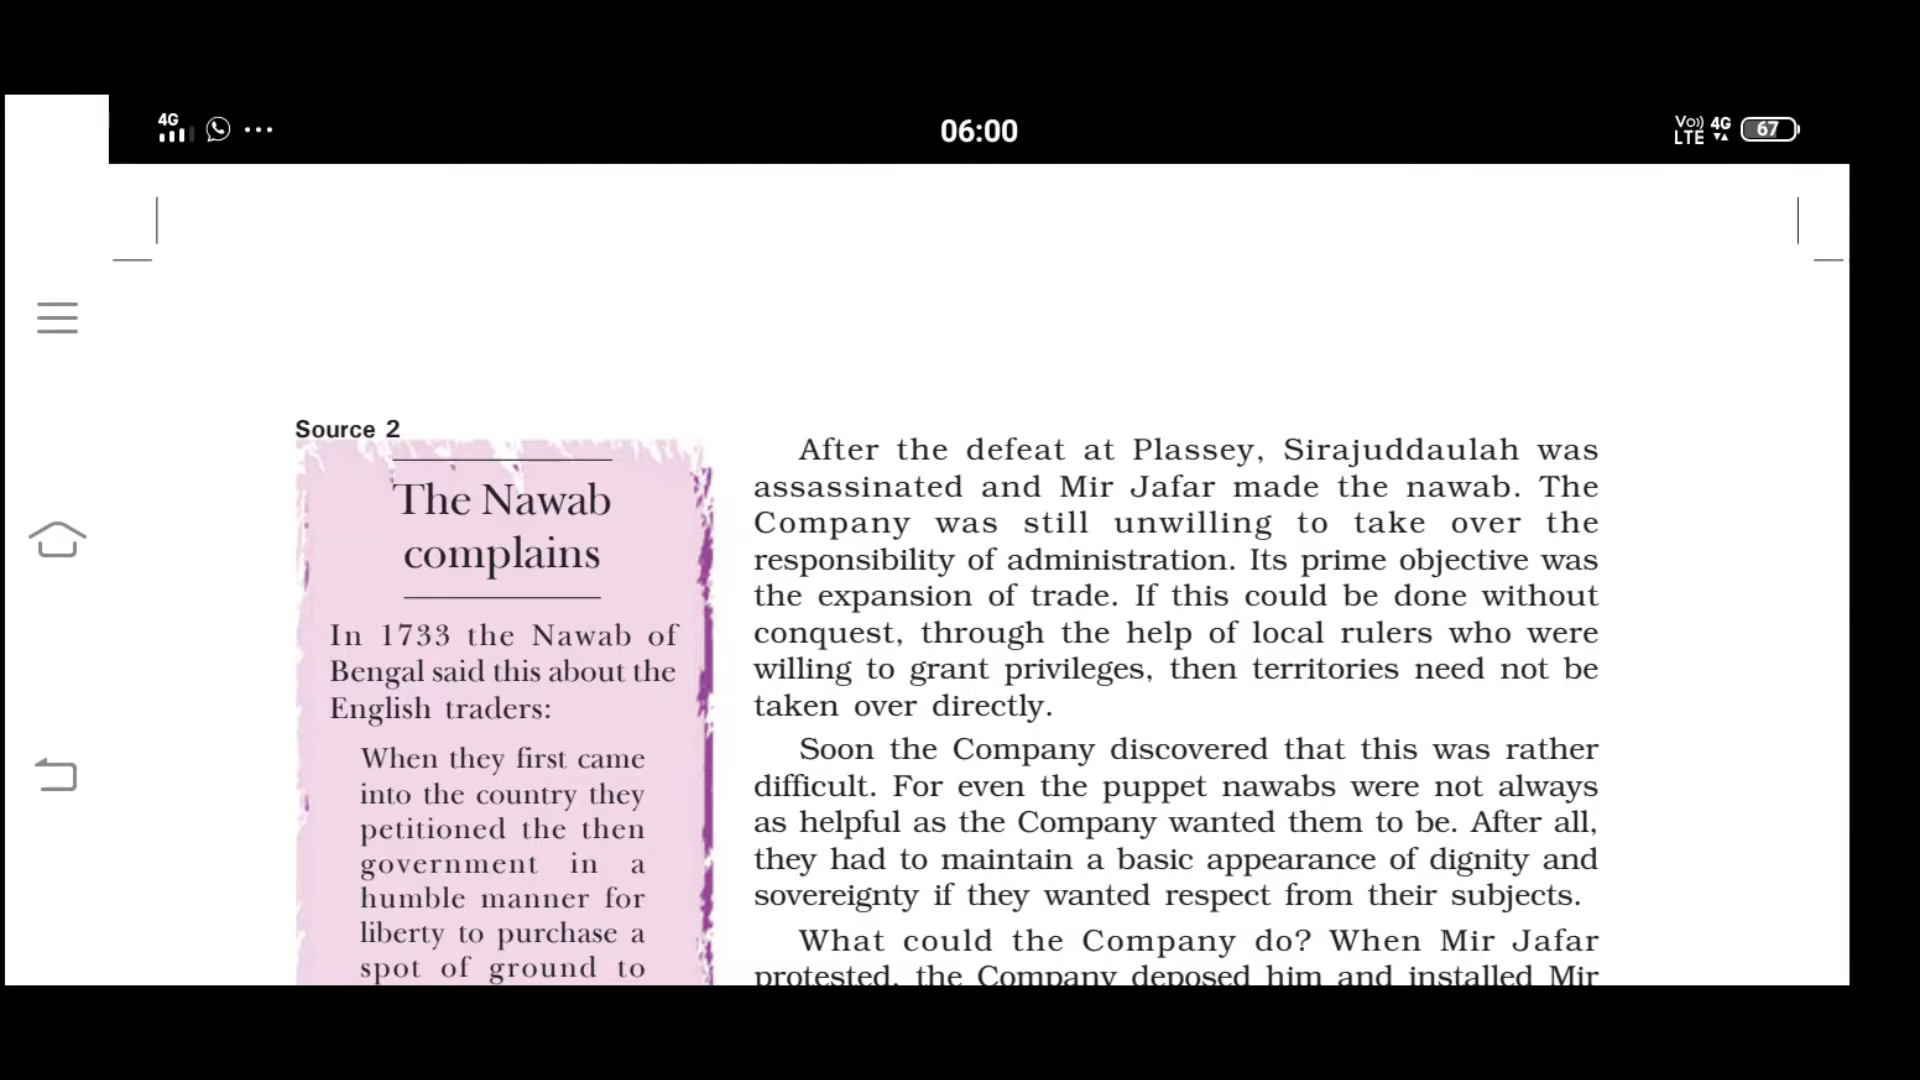 4G
06:00
Vo)) 4G
LTE
67
Source 2
The Nawab
complains
In 1733 the Nawab of
Bengal said this about the
English traders:
When they first came
into the country they
petitioned the then
government in a
humble manner for
liberty to purchase a
spot of ground to
After the defeat at Plassey, Sirajuddaulah was
assassinated and Mir Jafar made the nawab. The
Company was still unwilling to take over the
responsibility of administration. Its prime objective was
the expansion of trade. If this could be done without
conquest, through the help of local rulers who were
willing to grant privileges, then territories need not be
taken over directly.
Soon the Company discovered that this was rather
difficult. For even the puppet nawabs were not always
as helpful as the Company wanted them to be. After all,
they had to maintain a basic appearance of dignity and
sovereignty if they wanted respect from their subjects.
What could the Company do? When Mir Jafar
protested, the Company deposed him and installed Mir